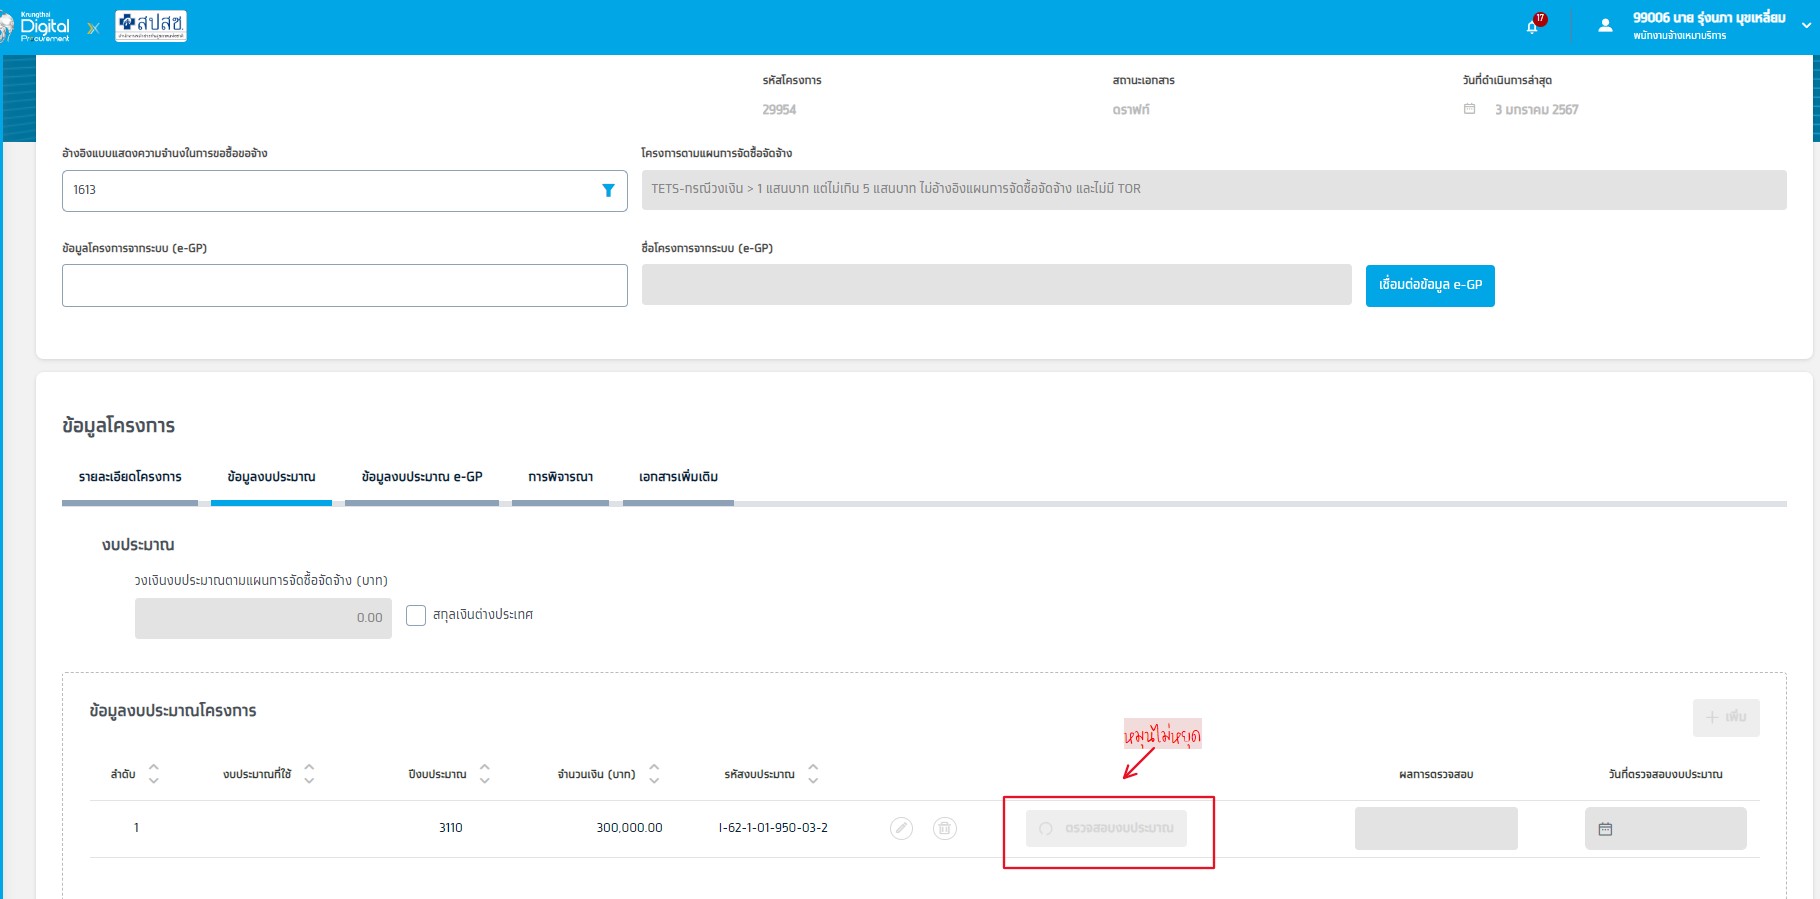 Krungthai
Digital
Procurement
X
สปสช.
17
99006 นาย รุ่งนภา มุขเหลี่ยม
พนักงานจ้างเหมาบริการ
รหัสโครงการ
สถานะเอกสาร
วันที่ดำเนินการล่าสุด
29954
ดราฟท์
3 มกราคม 2567
อ้างอิงแบบแสดงความจำนงในการขอซื้อขอจ้าง
โครงการตามแผนการจัดซื้อจัดจ้าง
1613
TETS-กรณีวงเงิน > 1 แสนบาท แต่ไม่เกิน 5 แสนบาท ไม่อ้างอิงแผนการจัดซื้อจัดจ้าง และไม่มี TOR
ข้อมูลโครงการจากระบบ (e-GP)
ชื่อโครงการจากระบบ (e-GP)
เชื่อมต่อข้อมูล e-GP
ข้อมูลโครงการ
รายละเอียดโครงการ
ข้อมูลงบประมาณ
ข้อมูลงบประมาณ e-GP
การพิจารณา
เอกสารเพิ่มเติม
งบประมาณ
วงเงินงบประมาณตามแผนการจัดซื้อจัดจ้าง (บาท)
0.00
สกุลเงินต่างประเทศ
ข้อมูลงบประมาณโครงการ
+ เพิ่ม
หมุนไม่หยุด
ลำดับ
งบประมาณที่ใช้
ปีงบประมาณ
จำนวนเงิน (บาท)
รหัสงบประมาณ
ผลการตรวจสอบ
วันที่ตรวจสอบงบประมาณ
1
3110
300,000.00
I-62-1-01-950-03-2
ตรวจสอบงบประมาณ